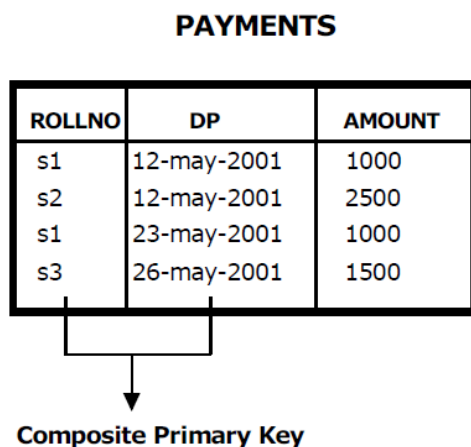 PAYMENTS
ROLLNO DP AMOUNT
s1 12-may-2001 1000
s2 12-may-2001 2500
s1 23-may-2001 1000
s3 26-may-2001 1500
Composite Primary Key